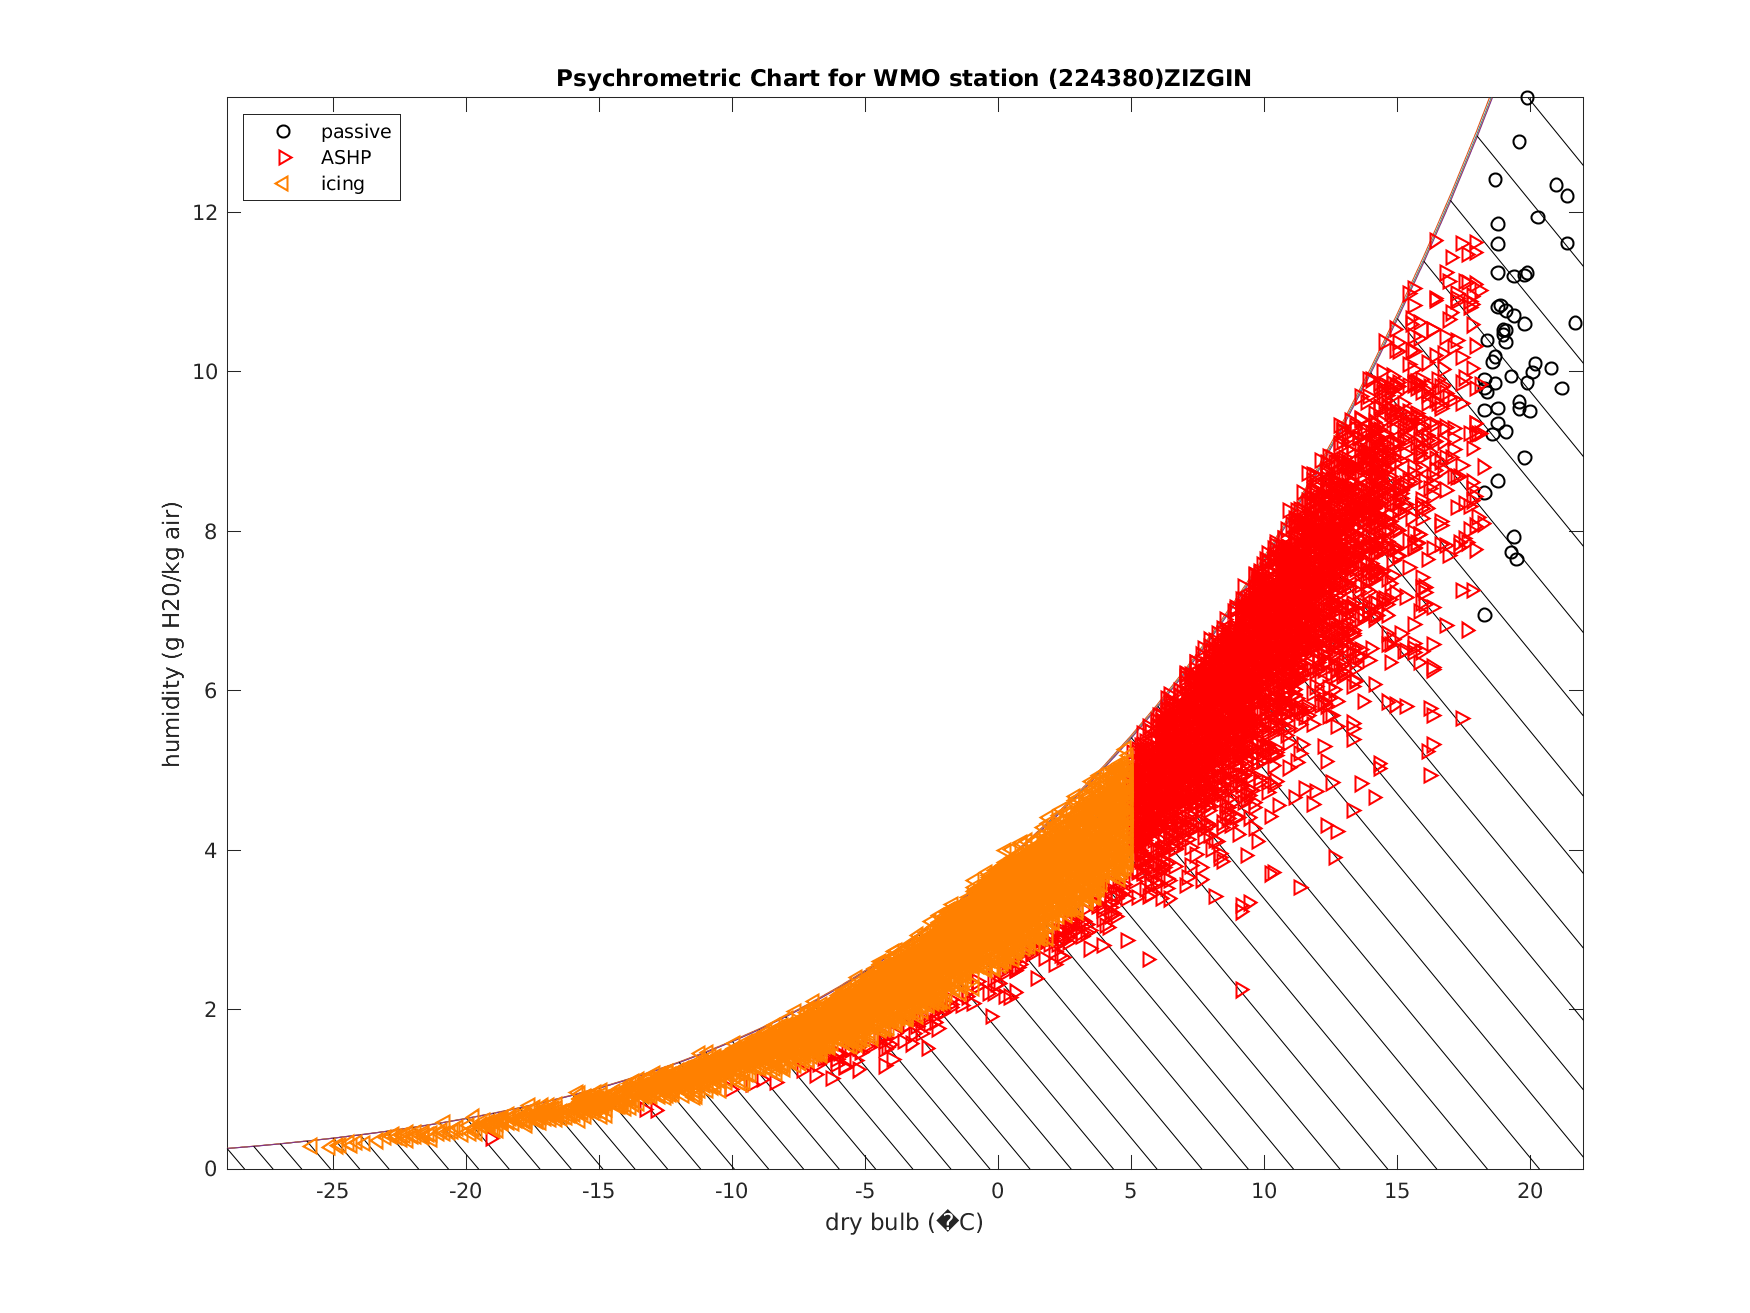 Psychrometric Chart for WMO station (224380)ZIZGIN
passive
ASHP
icing
humidity (g H20/kg air)
12
10
8
6
4
2
0
-25
-20
-15
-10
-5
0
5
10
15
20
dry bulb (�C)